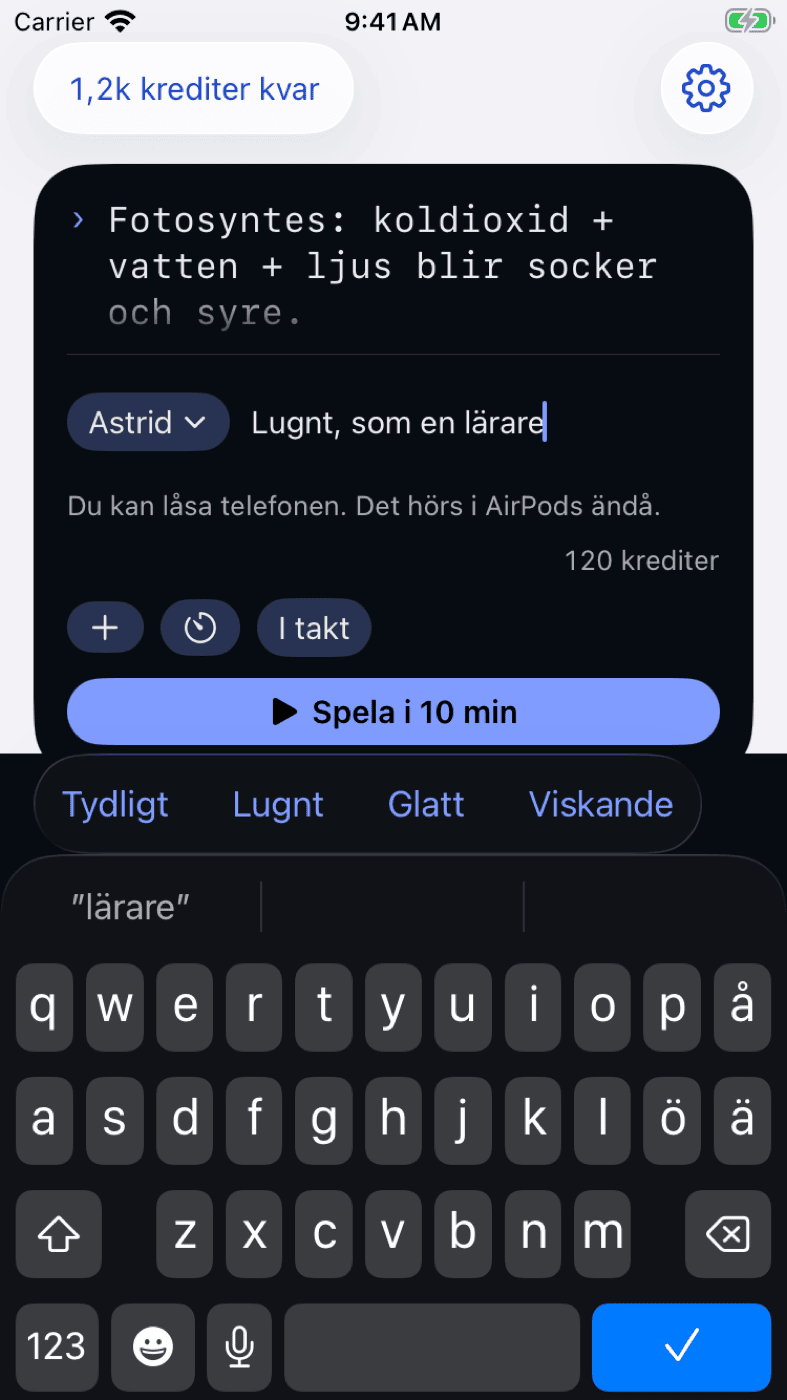 Carrier 9:41 AM
1,2k krediter kvar
› Fotosyntes: koldioxid +
vatten + ljus blir socker
och syre.
Astrid Lugnt, som en lärare
Du kan låsa telefonen. Det hörs i AirPods ändå.
120 krediter
I takt
Spela i 10 min
Tydligt Lugnt Glatt Viskande
”lärare”
q w e r t y u i o p å
a s d f g h j k l ö ä
z x c v b n m
123